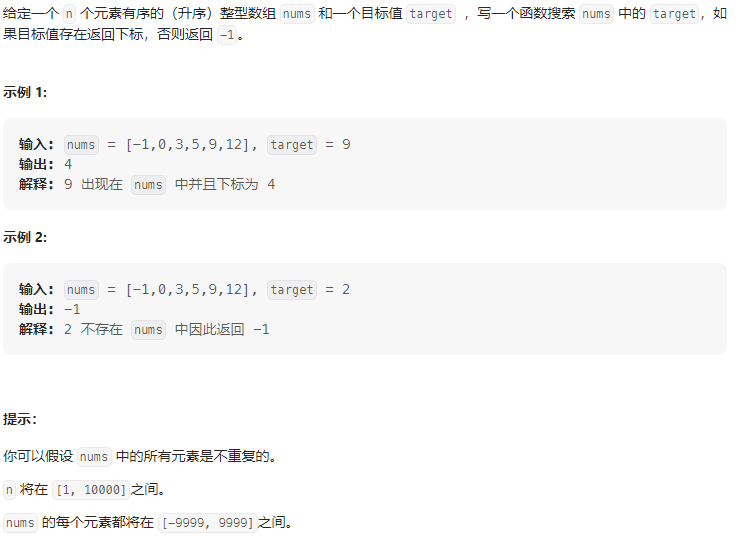 给定一个 n 个元素有序的（升序）整型数组 nums 和一个目标值 target ，写一个函数搜索 nums 中的 target，如
果目标值存在返回下标，否则返回 -1。
示例 1:
输入: nums = [-1,0,3,5,9,12], target = 9
输出: 4
解释: 9 出现在 nums 中并且下标为 4
示例 2:
输入: nums = [-1,0,3,5,9,12], target = 2
输出: -1
解释: 2 不存在 nums 中因此返回 -1
提示：
你可以假设 nums 中的所有元素是不重复的。
n 将在 [1, 10000]之间。
nums 的每个元素都将在 [-9999, 9999]之间。